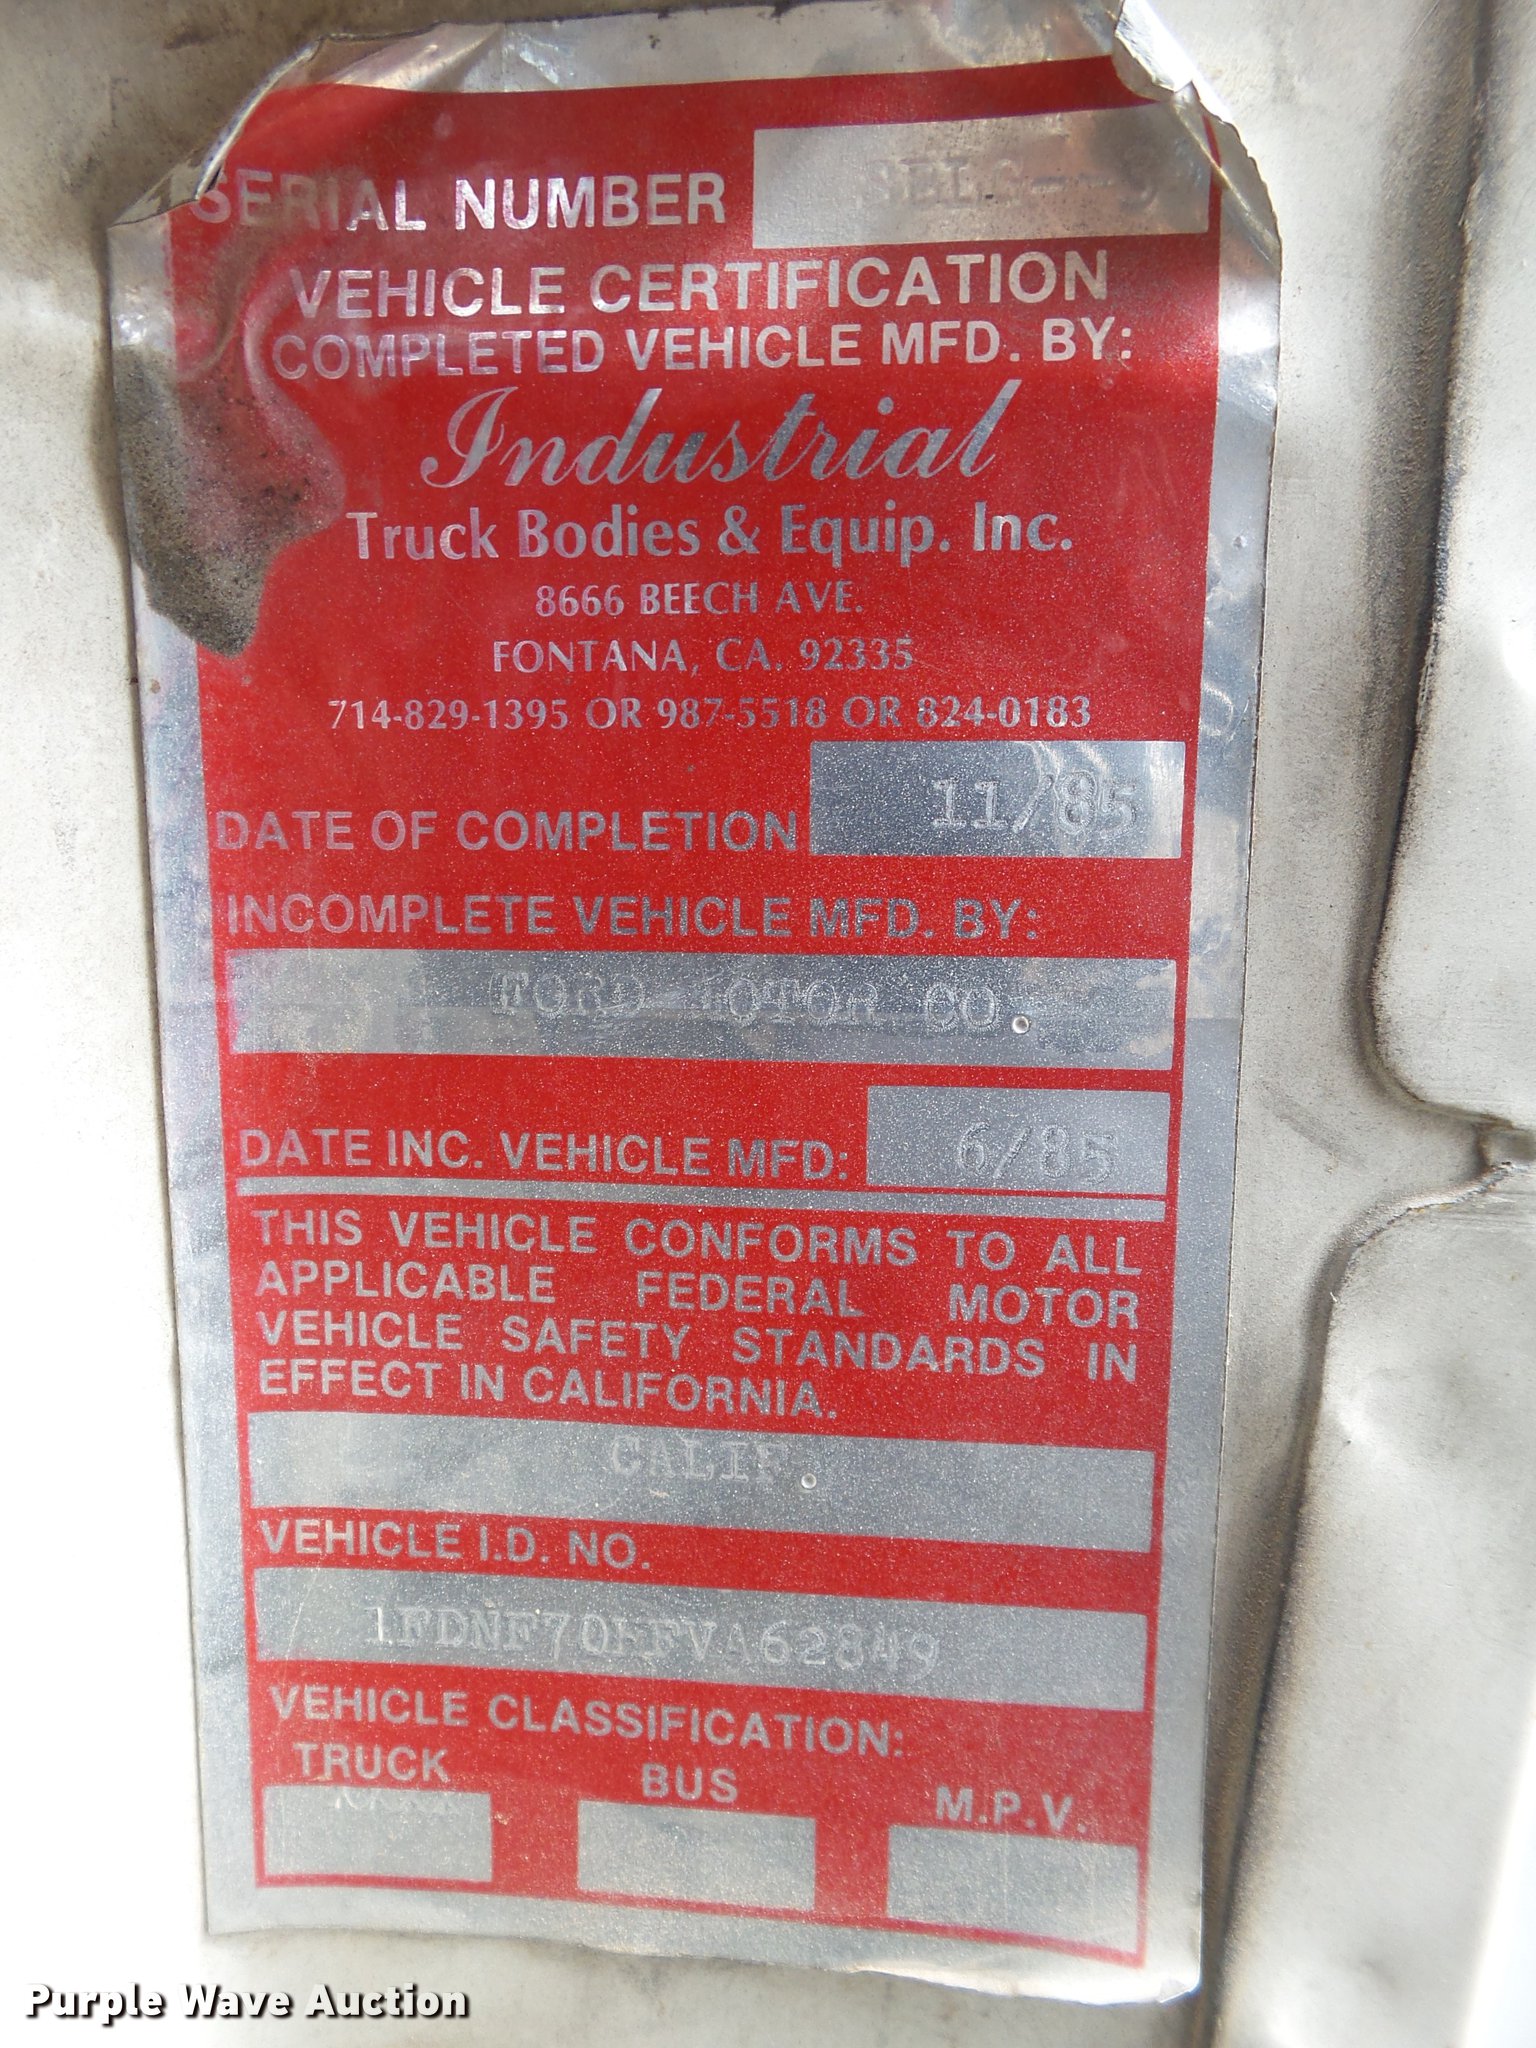 SERIAL NUMBER
VEHICLE CERTIFICATION
COMPLETED VEHICLE MFD. BY:
Industrial
Truck Bodies & Equip. Inc.
8666 BEECH AVE.
FONTANA, CA. 92335
714-829-1395 OR 987-5518 OR 824-0183
DATE OF COMPLETION 11/85
INCOMPLETE VEHICLE MFD. BY:
FORD MOTOR CO.
DATE INC. VEHICLE MFD: 6/85
THIS VEHICLE CONFORMS TO ALL
APPLICABLE FEDERAL MOTOR
VEHICLE SAFETY STANDARDS IN
EFFECT IN CALIFORNIA.
CALIF.
VEHICLE I.D. NO.
1FDNF70HFVA62849
VEHICLE CLASSIFICATION:
TRUCK BUS M.P.V.
Purple Wave Auction